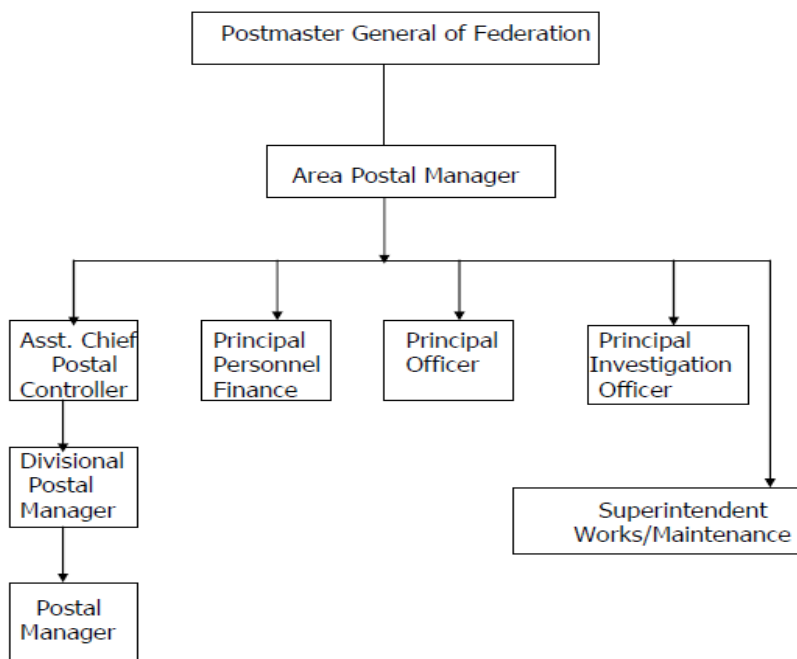 Postmaster General of Federation
Area Postal Manager
Asst. Chief
Postal
Controller
Principal
Personnel
Finance
Principal
Officer
Principal
Investigation
Officer
Divisional
Postal
Manager
Superintendent
Works/Maintenance
Postal
Manager